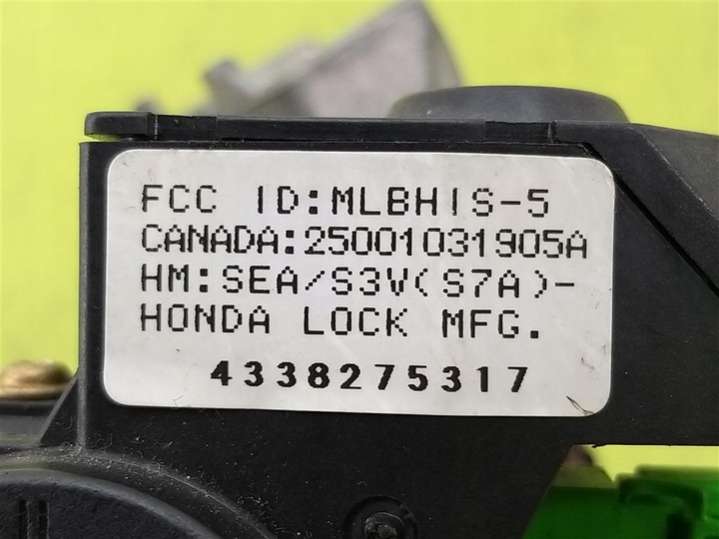 FCC ID:MLBHIS-5
CANADA:25001031905A
HM:SEA/S3V(S7A)-
HONDA LOCK MFG.
4338275317